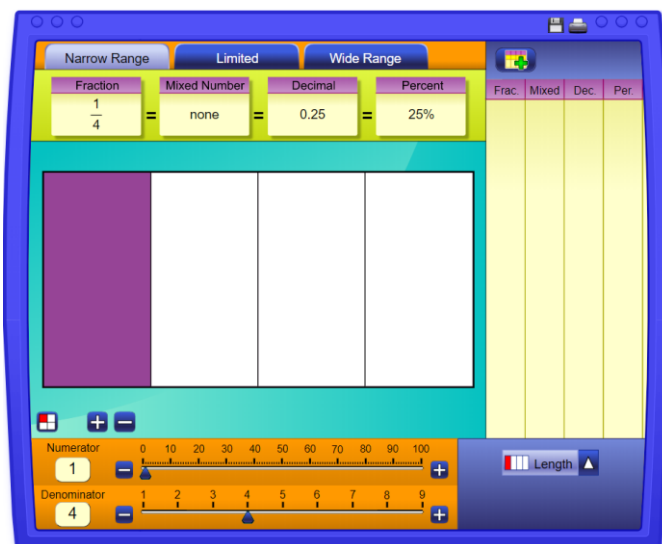 Narrow Range Limited Wide Range
Fraction Mixed Number Decimal Percent
1/4 = none = 0.25 = 25%
Frac. Mixed Dec. Per.
Numerator 0 10 20 30 40 50 60 70 80 90 100
1
Denominator 1 2 3 4 5 6 7 8 9
4
Length